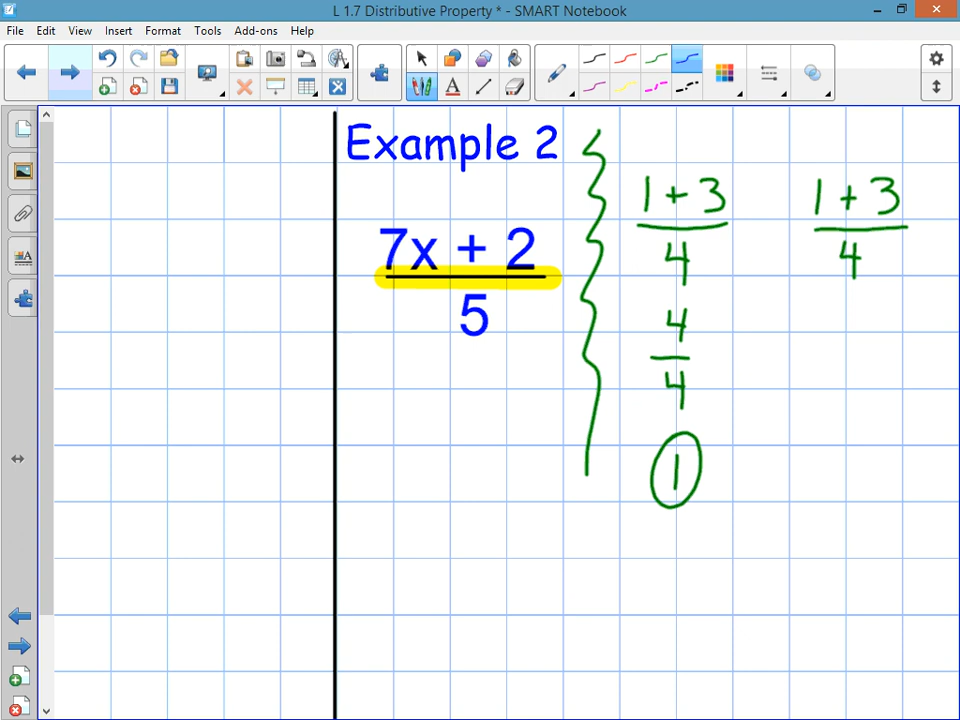 L 1.7 Distributive Property * - SMART Notebook
File Edit View Insert Format Tools Add-ons Help
Example 2
7x + 2
5
1 + 3
4
4
4
1
1 + 3
4